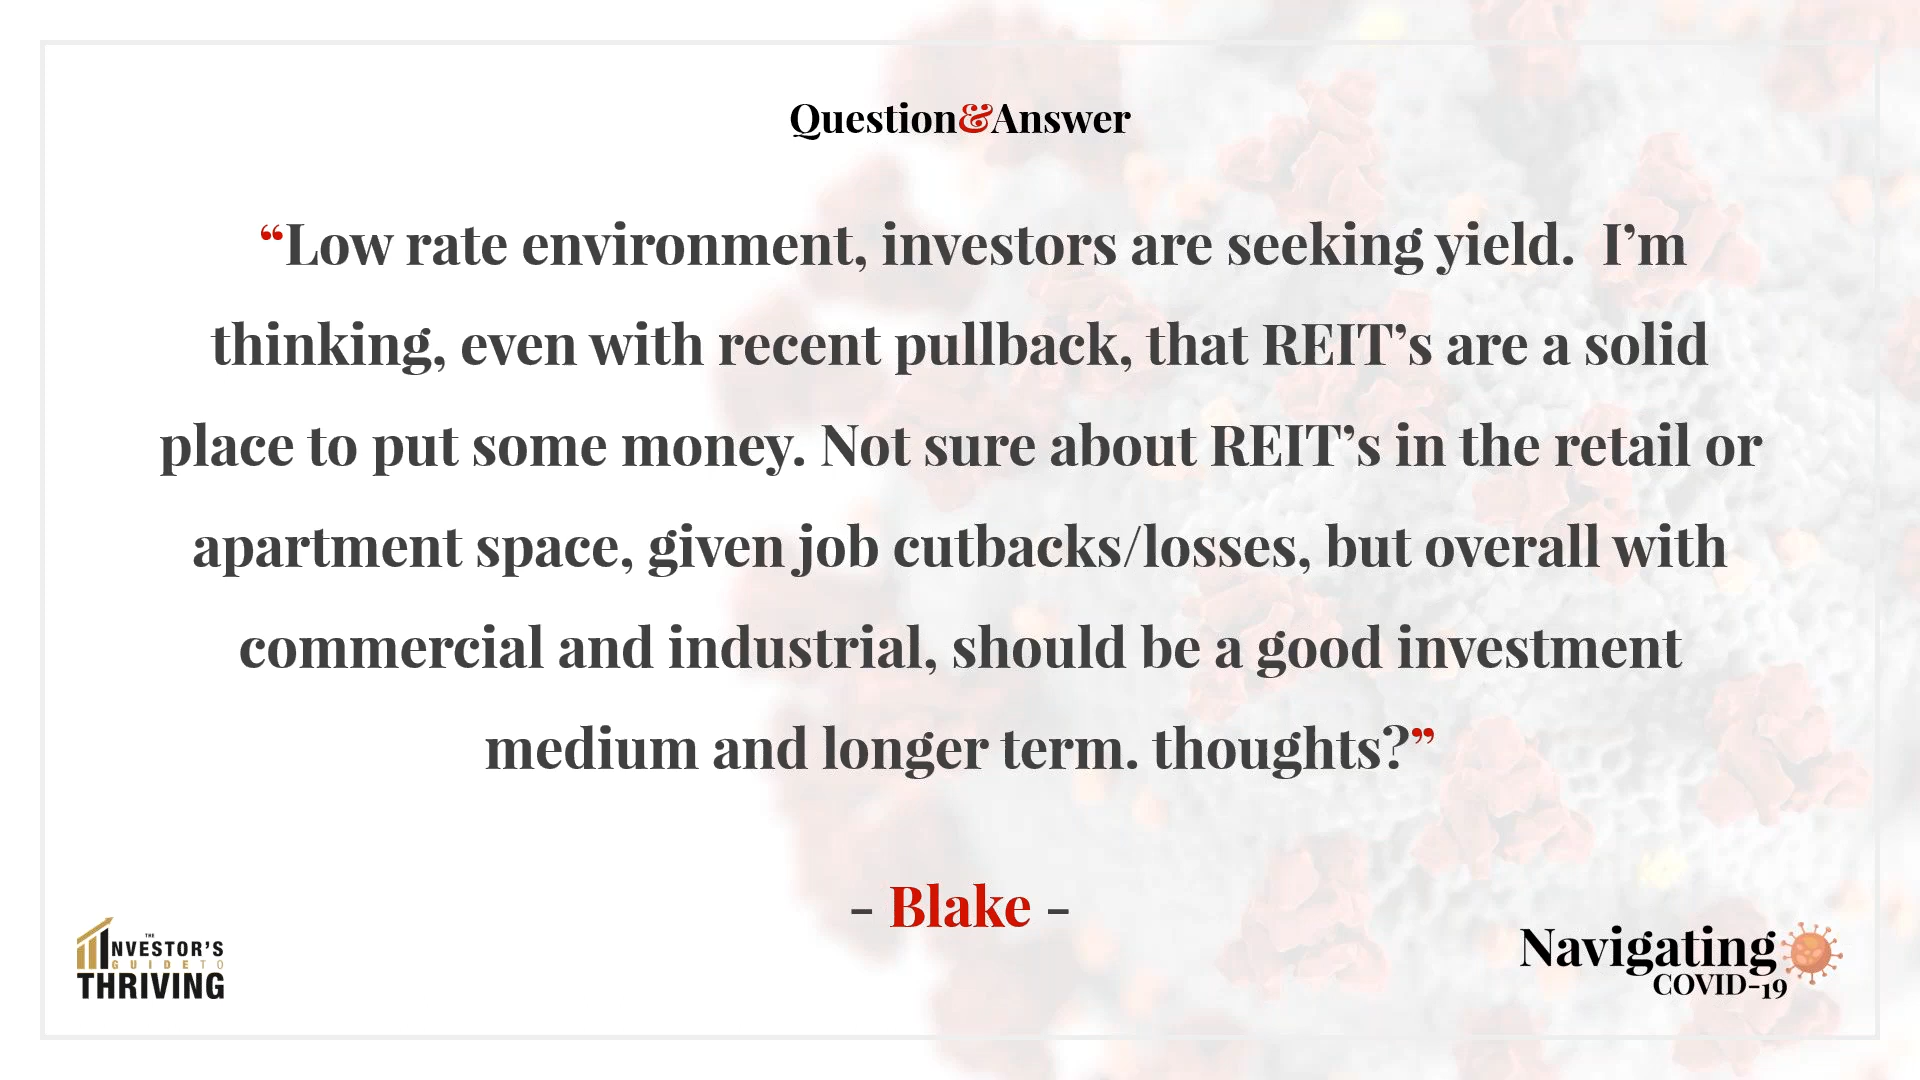 Question&Answer
“Low rate environment, investors are seeking yield.  I’m
thinking, even with recent pullback, that REIT’s are a solid
place to put some money. Not sure about REIT’s in the retail or
apartment space, given job cutbacks/losses, but overall with
commercial and industrial, should be a good investment
medium and longer term. thoughts?”
- Blake -
THE
INVESTOR’S
GUIDE TO
THRIVING
Navigating
COVID-19